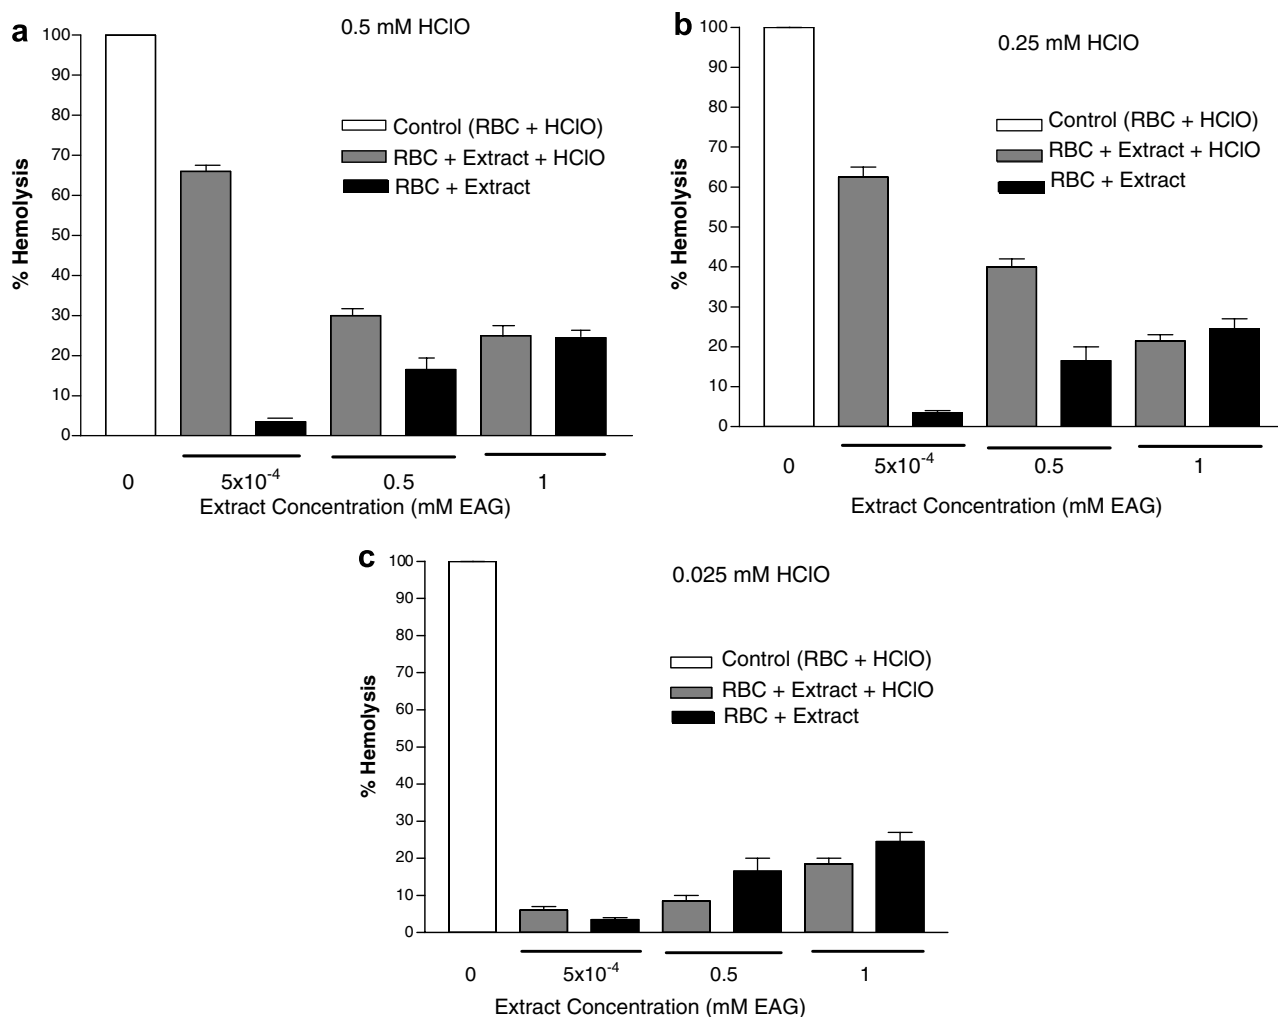 a
0.5 mM HClO
Control (RBC + HClO)
RBC + Extract + HClO
RBC + Extract
% Hemolysis
100
90
80
70
60
50
40
30
20
10
0
0
5x10⁻⁴
0.5
1
Extract Concentration (mM EAG)
b
0.25 mM HClO
Control (RBC + HClO)
RBC + Extract + HClO
RBC + Extract
% Hemolysis
100
90
80
70
60
50
40
30
20
10
0
0
5x10⁻⁴
0.5
1
Extract Concentration (mM EAG)
c
0.025 mM HClO
Control (RBC + HClO)
RBC + Extract + HClO
RBC + Extract
% Hemolysis
100
90
80
70
60
50
40
30
20
10
0
0
5x10⁻⁴
0.5
1
Extract Concentration (mM EAG)